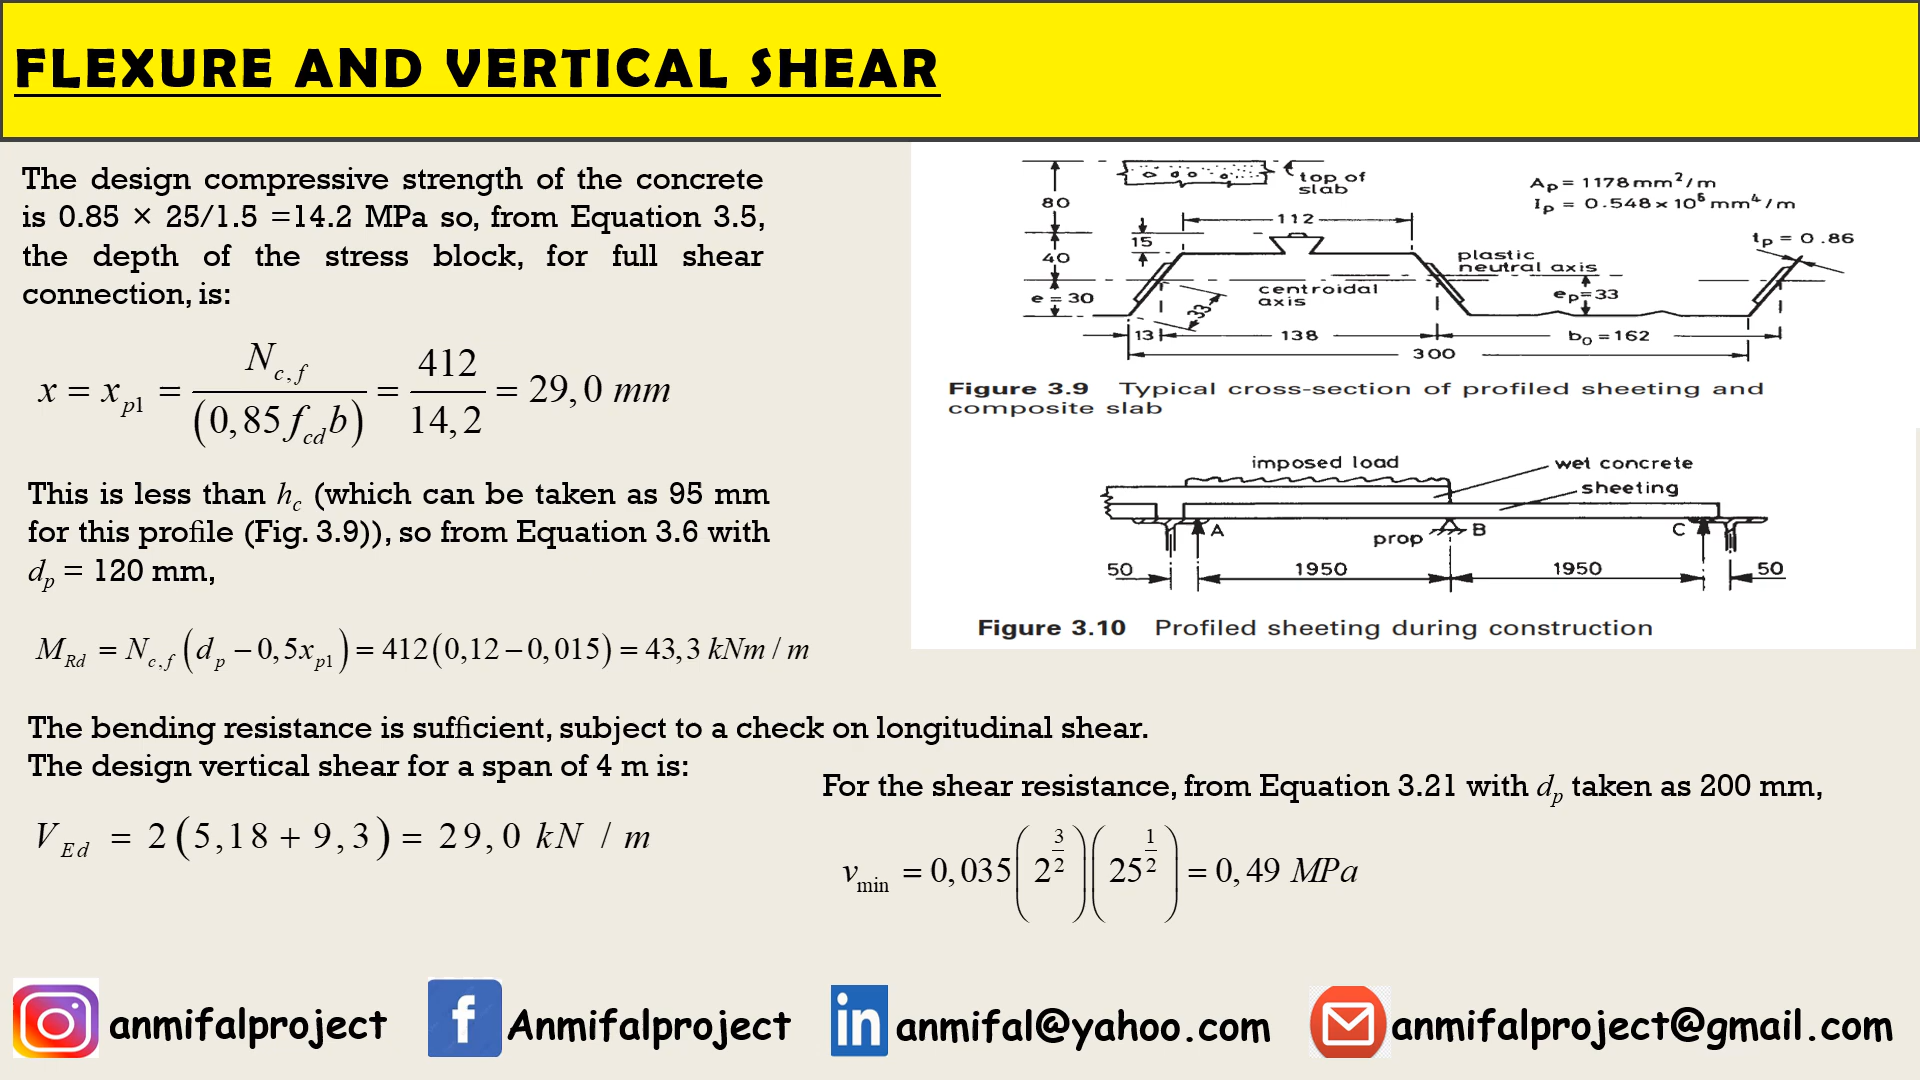 FLEXURE AND VERTICAL SHEAR
The design compressive strength of the concrete
is 0.85 × 25/1.5 =14.2 MPa so, from Equation 3.5,
the depth of the stress block, for full shear
connection, is:
x = x_p1 = N_c,f / (0,85 f_cd b) = 412 / 14,2 = 29,0 mm
This is less than h_c (which can be taken as 95 mm
for this profile (Fig. 3.9)), so from Equation 3.6 with
d_p = 120 mm,
M_Rd = N_c,f (d_p − 0,5x_p1) = 412(0,12 − 0,015) = 43,3 kNm / m
The bending resistance is sufficient, subject to a check on longitudinal shear.
The design vertical shear for a span of 4 m is:
V_Ed = 2(5,18 + 9,3) = 29,0 kN / m
top of
slab
A_p = 1178 mm²/m
I_p = 0.548 x 10⁶ mm⁴/m
80
112
15
40
t_p = 0.86
plastic
neutral axis
centroidal
axis
e = 30
33
e_p=33
13
138
b_o = 162
300
Figure 3.9 Typical cross-section of profiled sheeting and
composite slab
imposed load
wet concrete
sheeting
A
prop
B
C
50
1950
1950
50
Figure 3.10 Profiled sheeting during construction
For the shear resistance, from Equation 3.21 with d_p taken as 200 mm,
v_min = 0,035 (2^(3/2)) (25^(1/2)) = 0,49 MPa
anmifalproject
f
Anmifalproject
in
anmifal@yahoo.com
anmifalproject@gmail.com